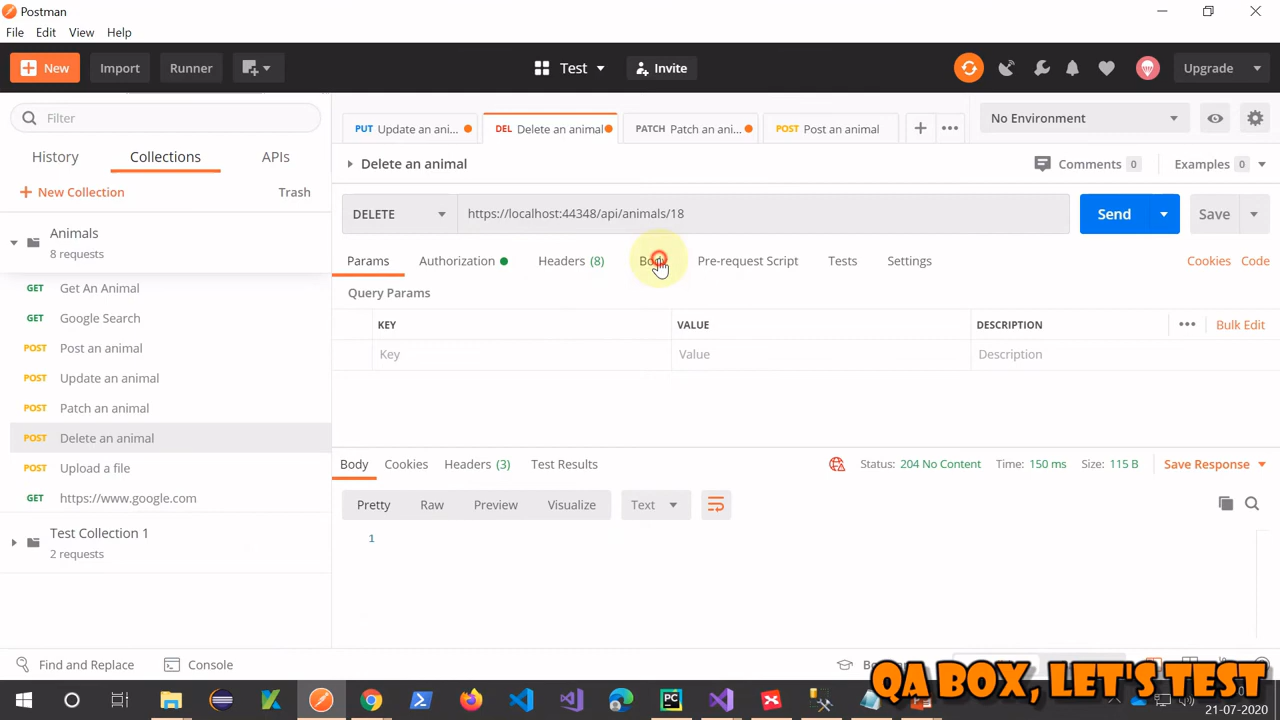 Postman
File Edit View Help
New Import Runner Test Invite Upgrade
Filter
History Collections APIs
New Collection Trash
Animals
8 requests
GET Get An Animal
GET Google Search
POST Post an animal
POST Update an animal
POST Patch an animal
POST Delete an animal
POST Upload a file
GET https://www.google.com
Test Collection 1
2 requests
PUT Update an ani... DEL Delete an animal PATCH Patch an ani... POST Post an animal No Environment
Delete an animal Comments 0 Examples 0
DELETE https://localhost:44348/api/animals/18 Send Save
Params Authorization Headers (8) Body Pre-request Script Tests Settings Cookies Code
Query Params
KEY VALUE DESCRIPTION Bulk Edit
Key Value Description
Body Cookies Headers (3) Test Results Status: 204 No Content Time: 150 ms Size: 115 B Save Response
Pretty Raw Preview Visualize Text
1
Find and Replace Console
QA BOX, LET'S TEST
21-07-2020